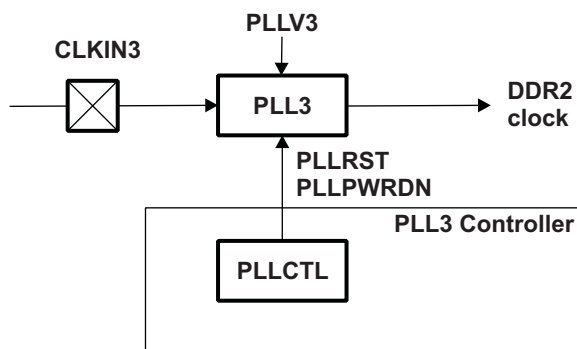 PLLV3
CLKIN3
PLL3
DDR2
clock
PLLRST
PLLPWRDN
PLL3 Controller
PLLCTL